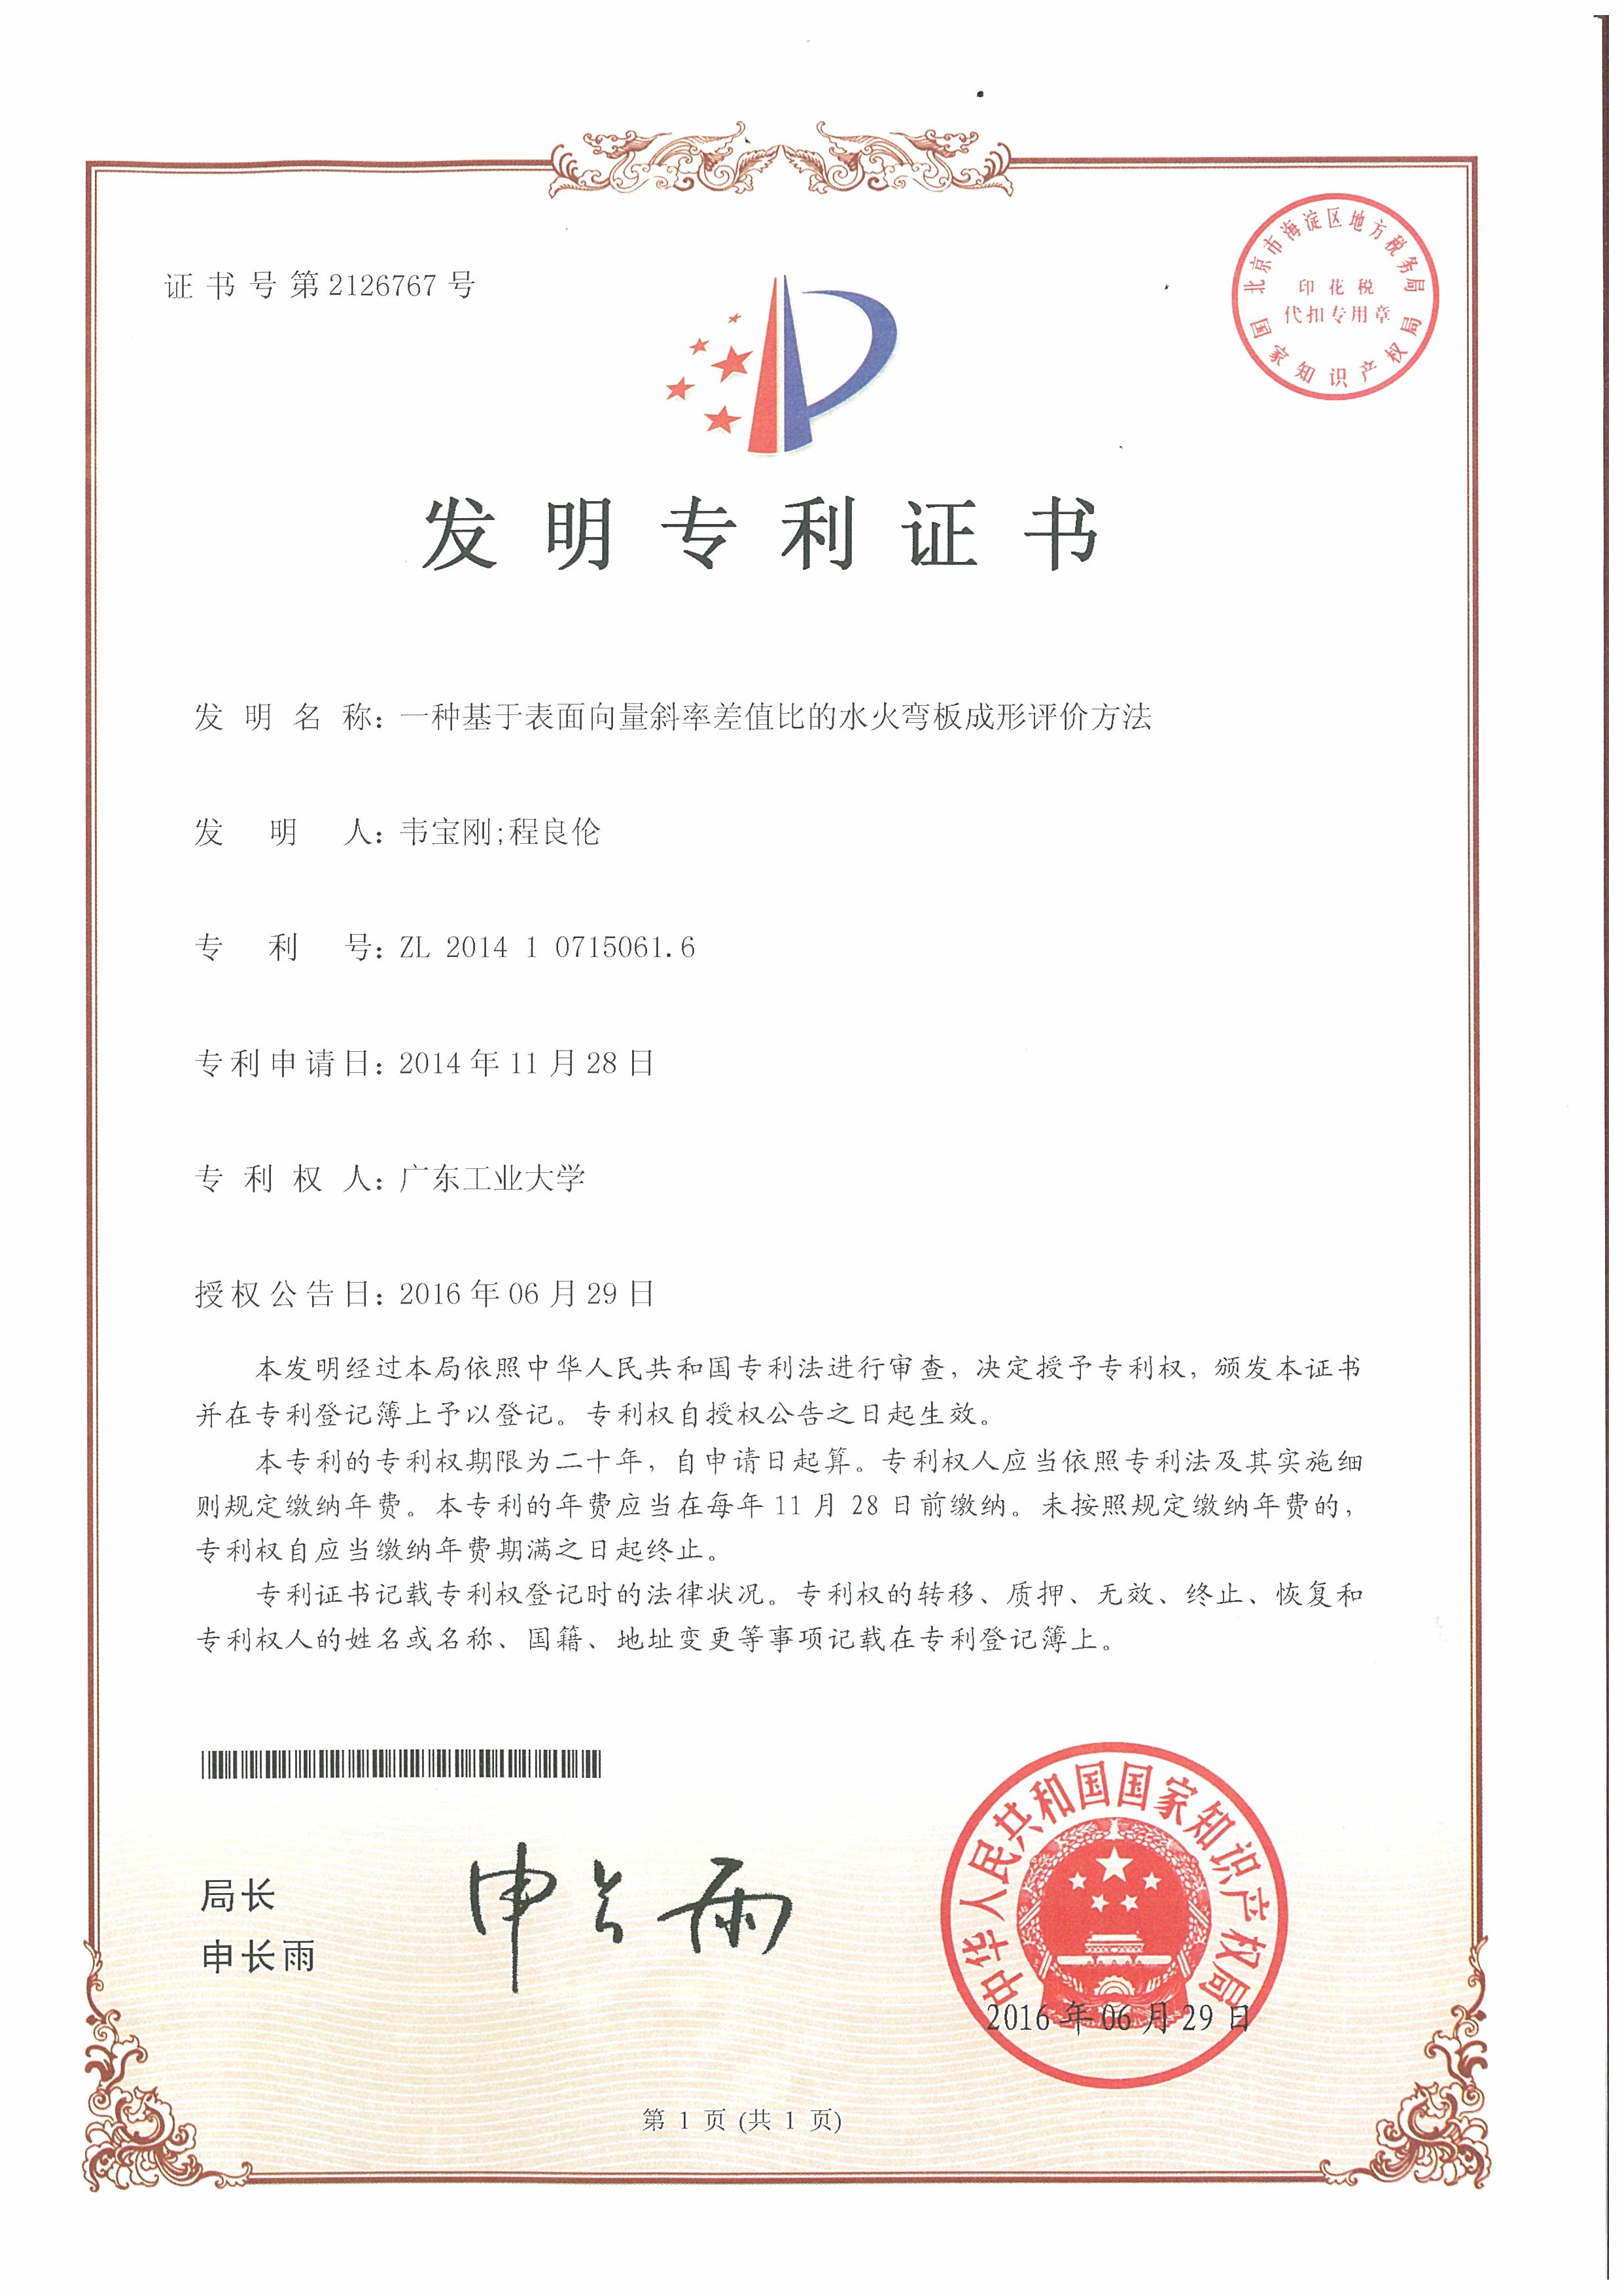 证书号第2126767号
北京市海淀区地方税务局
印花税
代扣专用章
国家知识产权局
发明专利证书
发明名称：一种基于表面向量斜率差值比的水火弯板成形评价方法
发明人：韦宝刚;程良伦
专利号：ZL 2014 1 0715061.6
专利申请日：2014年11月28日
专利权人：广东工业大学
授权公告日：2016年06月29日
本发明经过本局依照中华人民共和国专利法进行审查，决定授予专利权，颁发本证书
并在专利登记簿上予以登记。专利权自授权公告之日起生效。
本专利的专利权期限为二十年，自申请日起算。专利权人应当依照专利法及其实施细
则规定缴纳年费。本专利的年费应当在每年11月28日前缴纳。未按照规定缴纳年费的，
专利权自应当缴纳年费期满之日起终止。
专利证书记载专利权登记时的法律状况。专利权的转移、质押、无效、终止、恢复和
专利权人的姓名或名称、国籍、地址变更等事项记载在专利登记簿上。
局长
申长雨
申长雨
中华人民共和国国家知识产权局
2016年06月29日
第 1 页 (共 1 页)